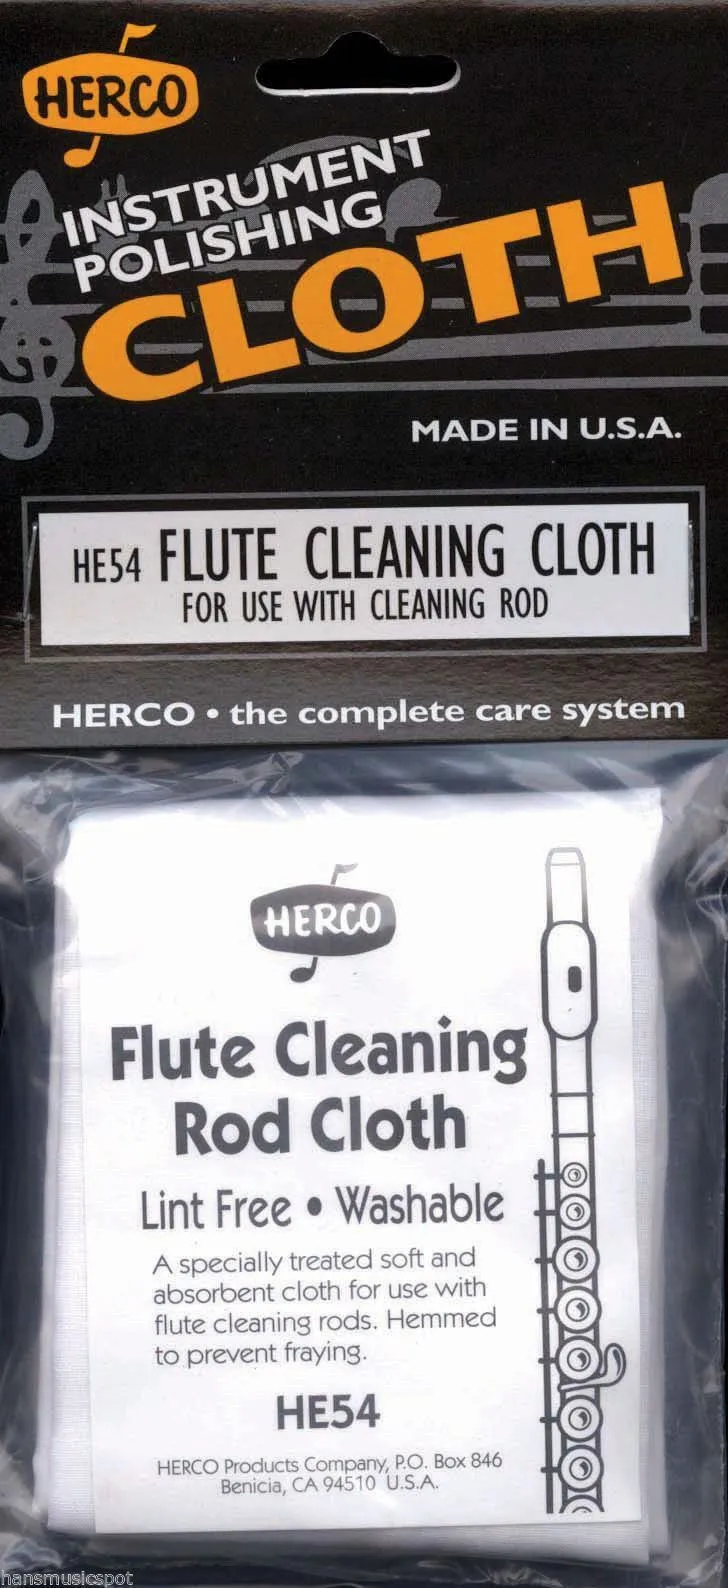 HERCO
INSTRUMENT
POLISHING
CLOTH
MADE IN U.S.A.
HE54 FLUTE CLEANING CLOTH
FOR USE WITH CLEANING ROD
HERCO • the complete care system
HERCO
Flute Cleaning
Rod Cloth
Lint Free • Washable
A specially treated soft and
absorbent cloth for use with
flute cleaning rods. Hemmed
to prevent fraying.
HE54
HERCO Products Company, P.O. Box 846
Benicia, CA 94510 U.S.A.
hansmusicspot